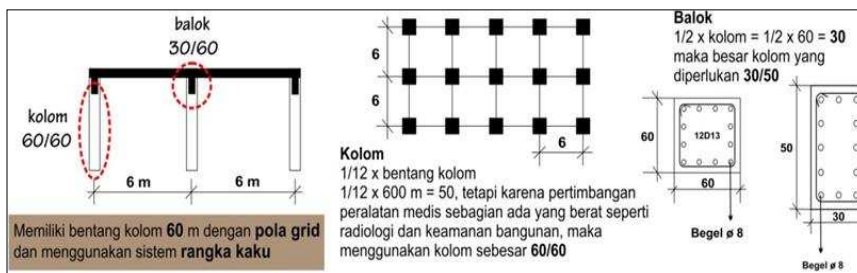 balok
30/60
kolom
60/60
6 m
6 m
Memiliki bentang kolom 60 m dengan pola grid
dan menggunakan sistem rangka kaku
6
6
6
Kolom
1/12 x bentang kolom
1/12 x 600 m = 50, tetapi karena pertimbangan
peralatan medis sebagian ada yang berat seperti
radiologi dan keamanan bangunan, maka
menggunakan kolom sebesar 60/60
Balok
1/2 x kolom = 1/2 x 60 = 30
maka besar kolom yang
diperlukan 30/50
60
12D13
60
Begel ø 8
50
30
Begel ø 8